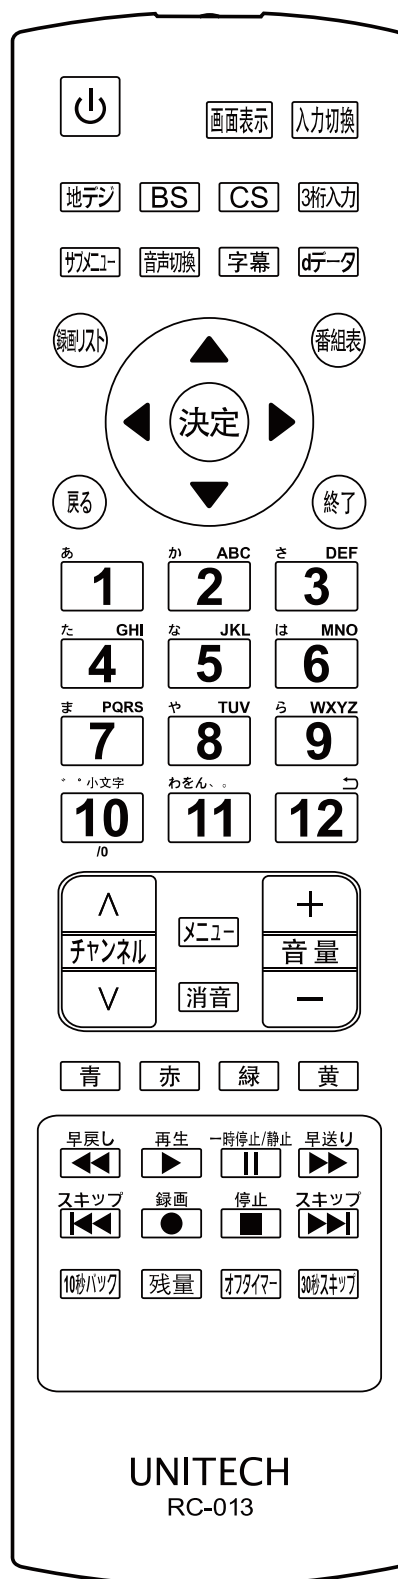 画面表示 入力切換
地デジ BS CS 3桁入力
サブメニュー 音声切換 字幕 dデータ
録画リスト 番組表
決定
戻る 終了
あ か ABC さ DEF
1 2 3
た GHI な JKL は MNO
4 5 6
ま PQRS や TUV ら WXYZ
7 8 9
゛゜小文字 わをん、。
10 11 12
/0
∧ +
メニュー
チャンネル 音量
消音
∨ −
青 赤 緑 黄
早戻し 再生 一時停止/静止 早送り
スキップ 録画 停止 スキップ
10秒バック 残量 オフタイマー 30秒スキップ
UNITECH
RC-013